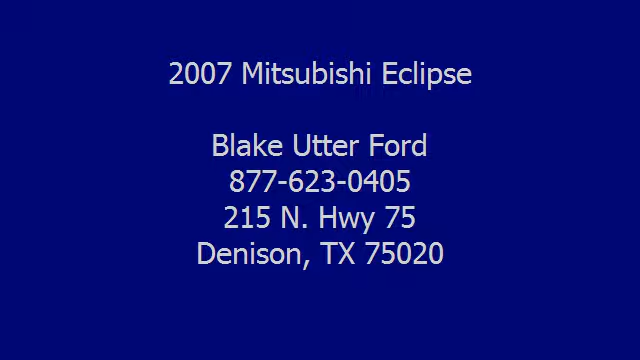 2007 Mitsubishi Eclipse
Blake Utter Ford
877-623-0405
215 N. Hwy 75
Denison, TX 75020